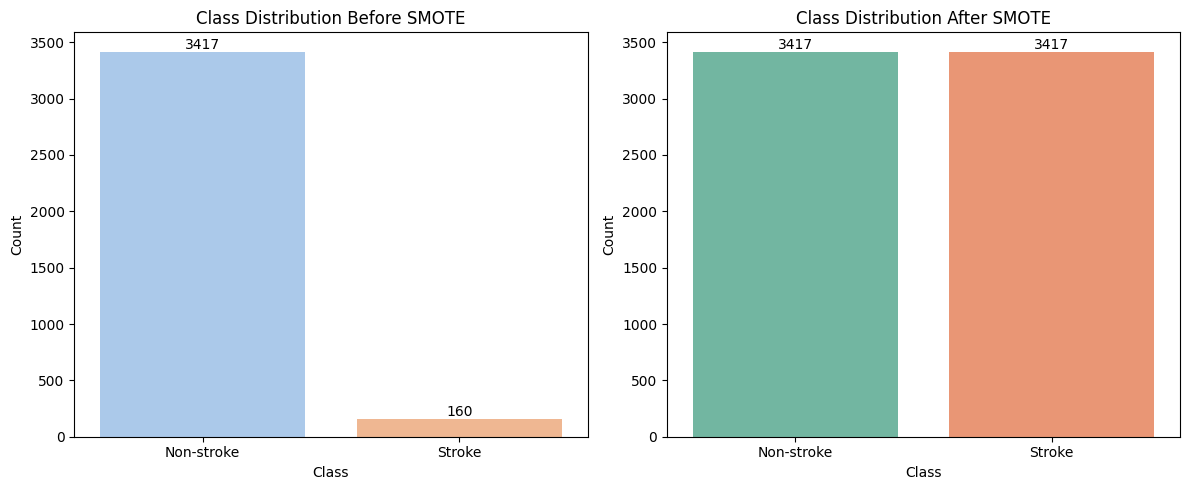 Class Distribution Before SMOTE
3500
3000
2500
2000
1500
1000
500
0
Count
3417
160
Non-stroke
Stroke
Class
Class Distribution After SMOTE
3500
3000
2500
2000
1500
1000
500
0
Count
3417
3417
Non-stroke
Stroke
Class